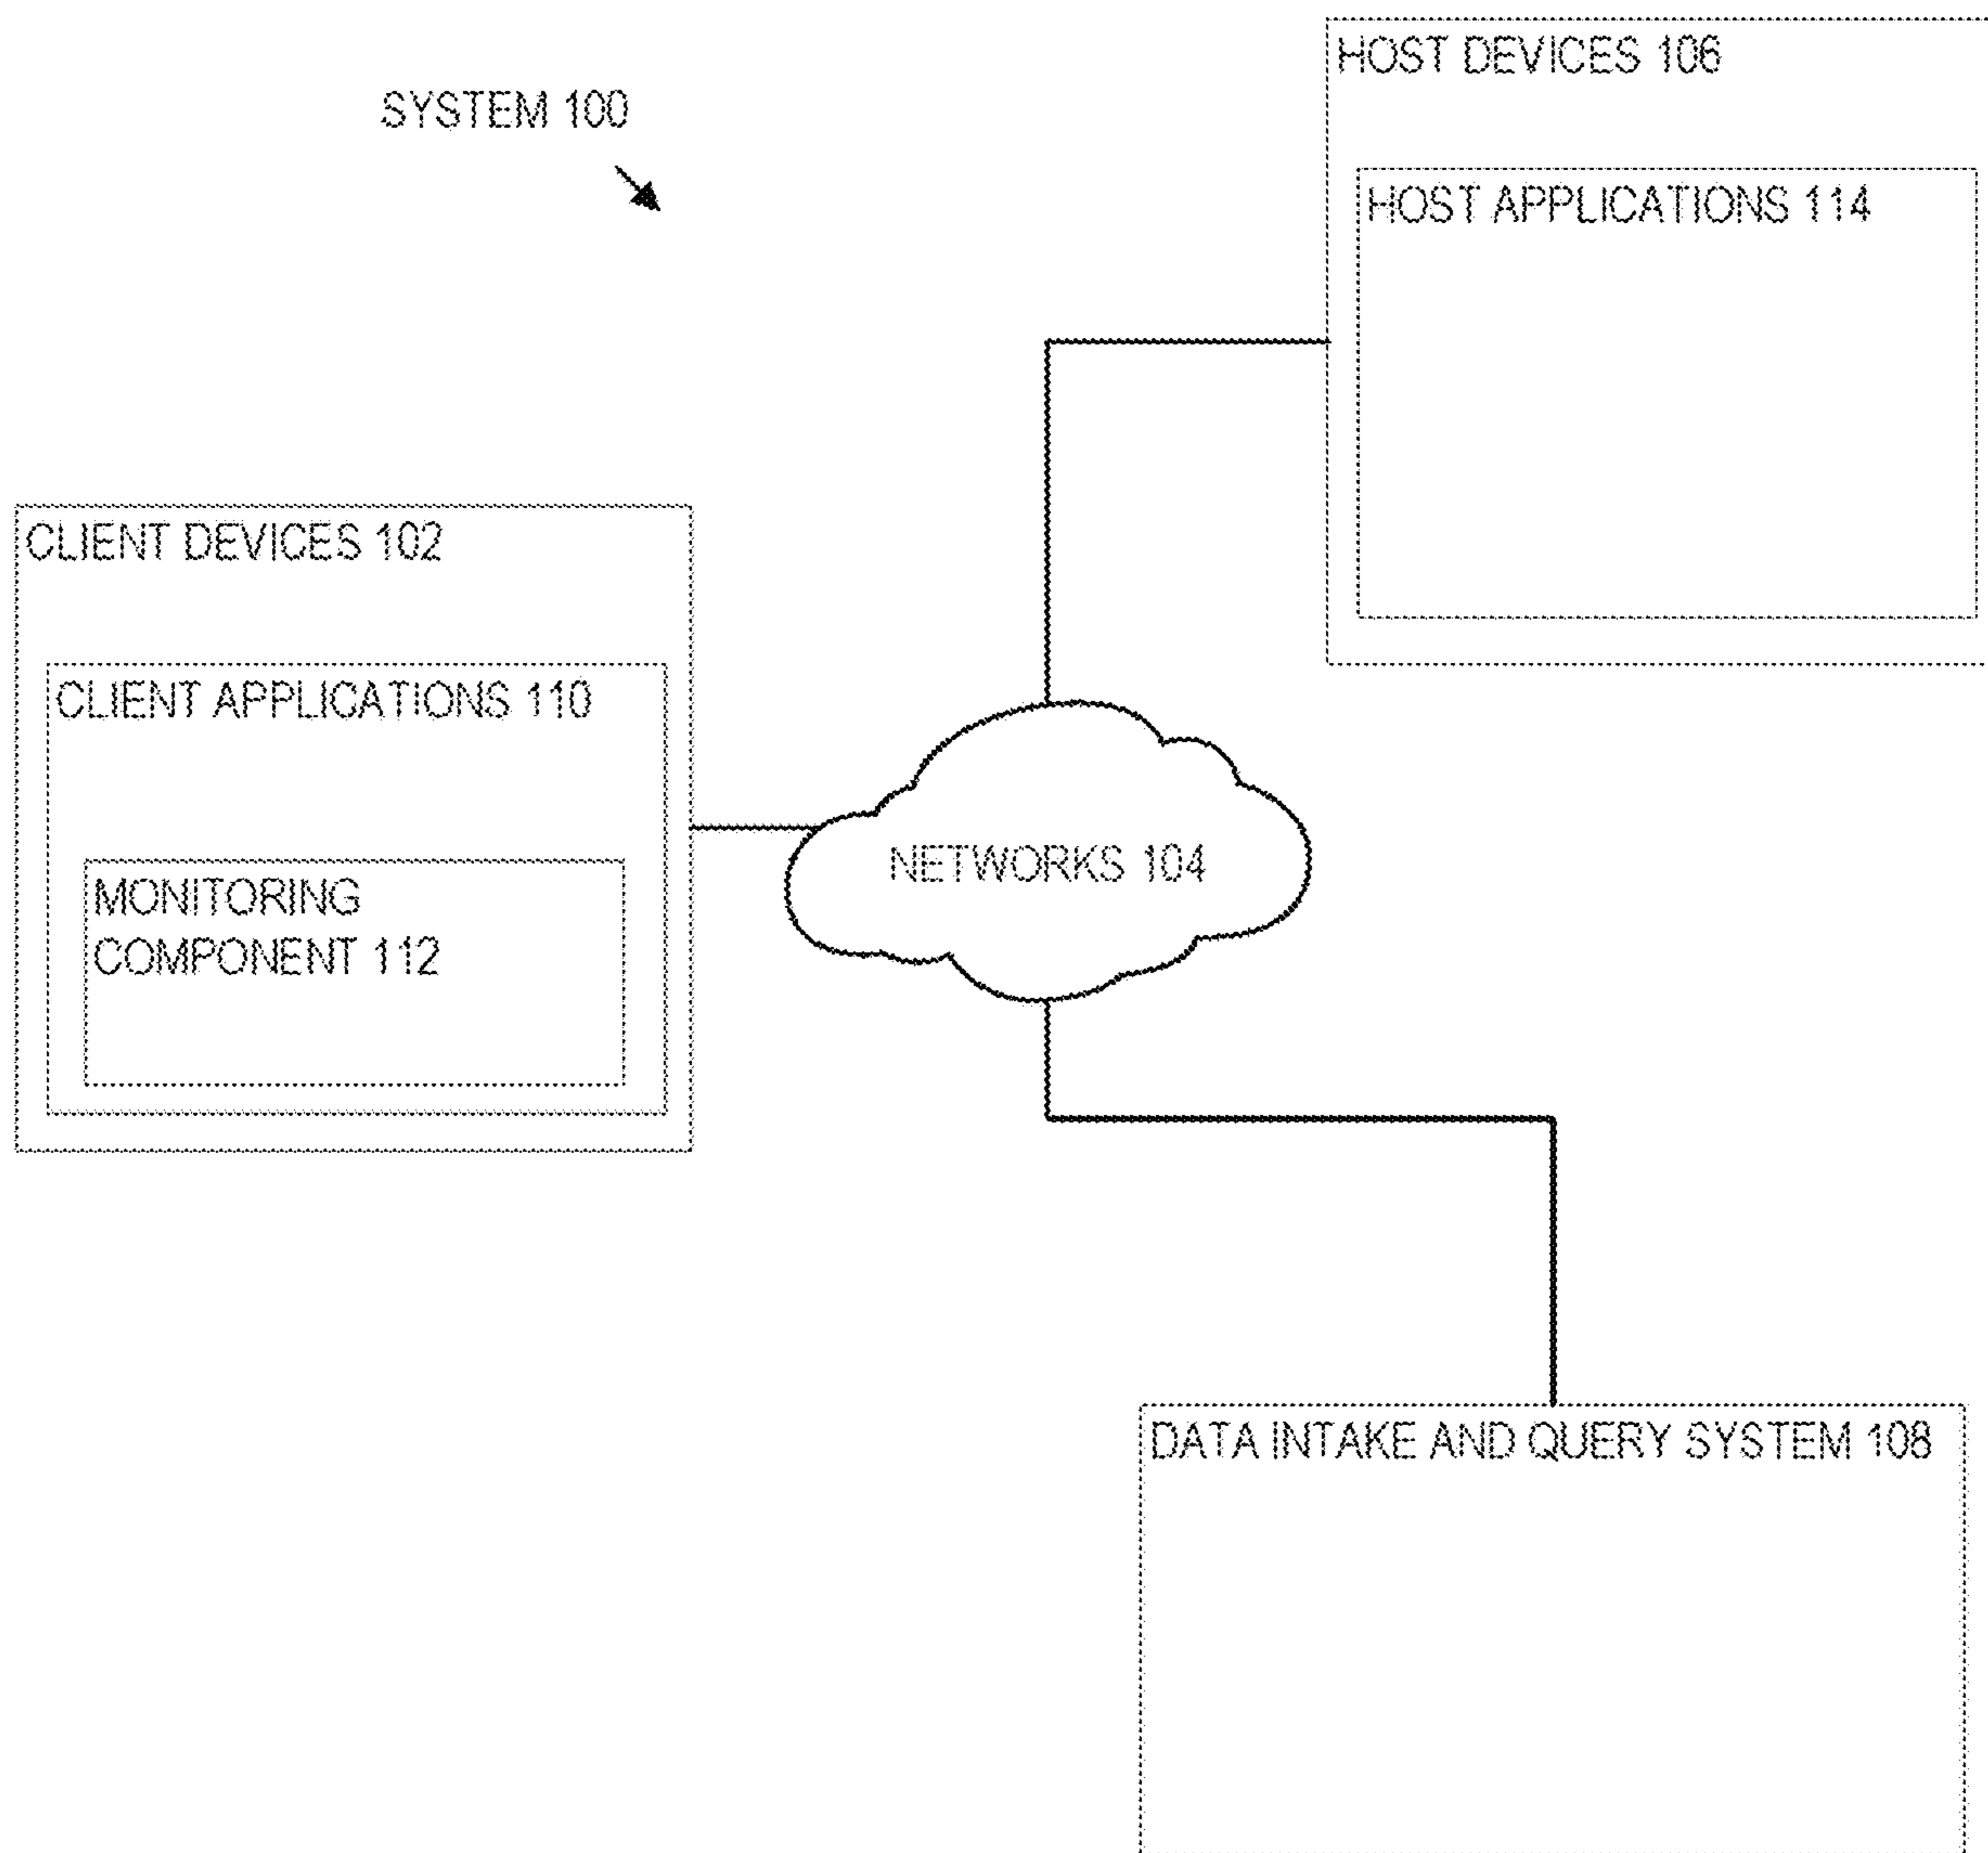 SYSTEM 100
HOST DEVICES 106
HOST APPLICATIONS 114
CLIENT DEVICES 102
CLIENT APPLICATIONS 110
MONITORING
COMPONENT 112
NETWORKS 104
DATA INTAKE AND QUERY SYSTEM 108